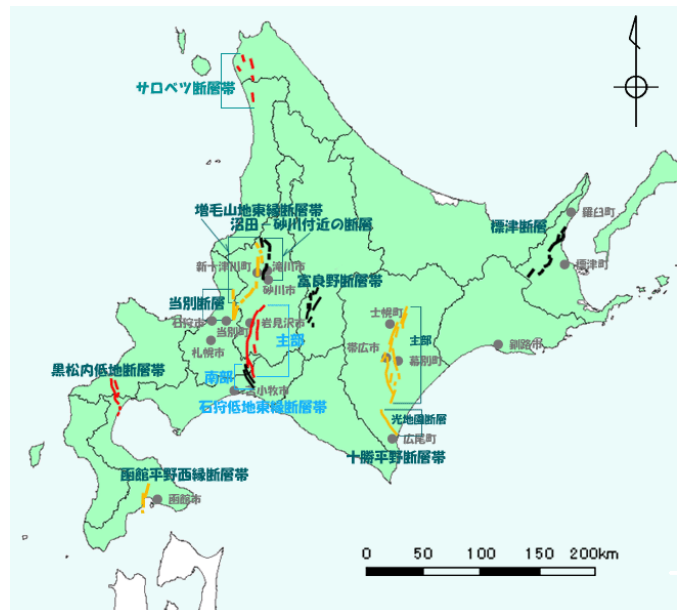 サロベツ断層帯
増毛山地東縁断層帯
沼田－砂川付近の断層
羅臼町
標津断層
標津町
新十津川町
滝川市
砂川市
富良野断層帯
当別断層
石狩市
当別町
岩見沢市
札幌市
主部
士幌町
主部
帯広市
幕別町
釧路市
黒松内低地断層帯
南部
苫小牧市
石狩低地東縁断層帯
光地園断層
広尾町
十勝平野断層帯
函館平野西縁断層帯
函館市
0 50 100 150 200km